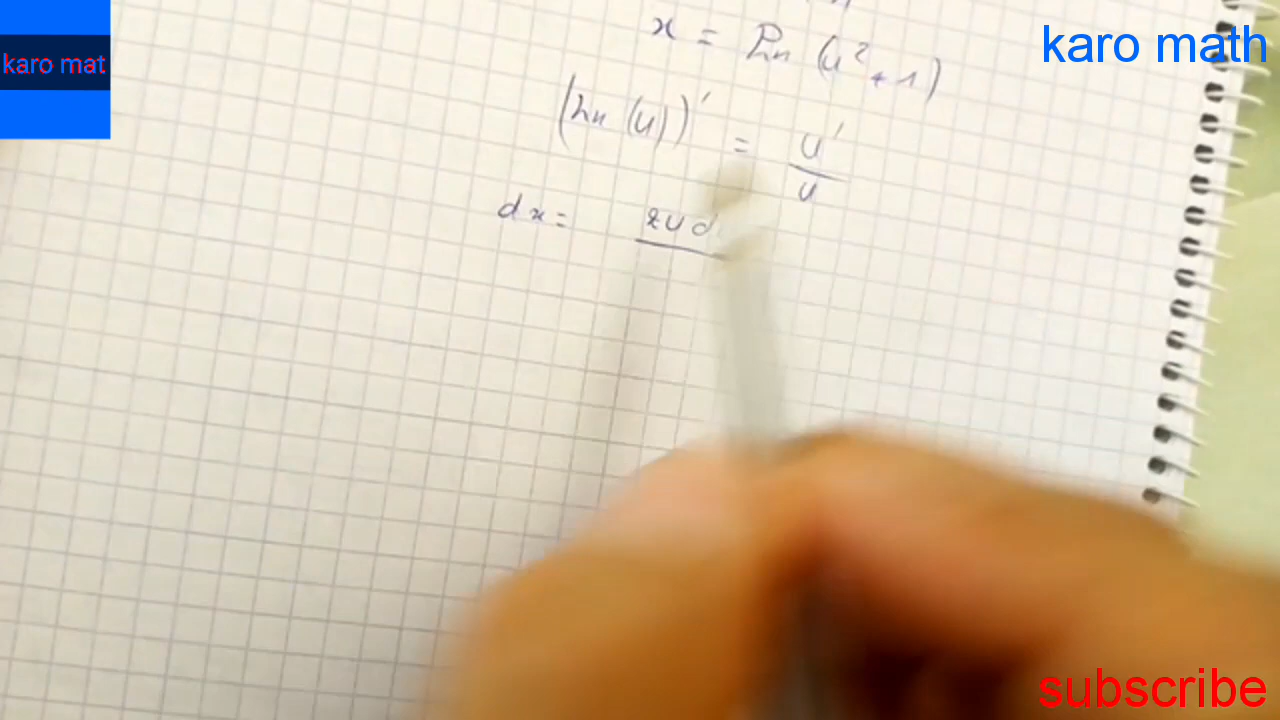 karo mat
karo math
x = ln (u² + 1)
(ln (u))' = u' / u
dx = 2u d
subscribe